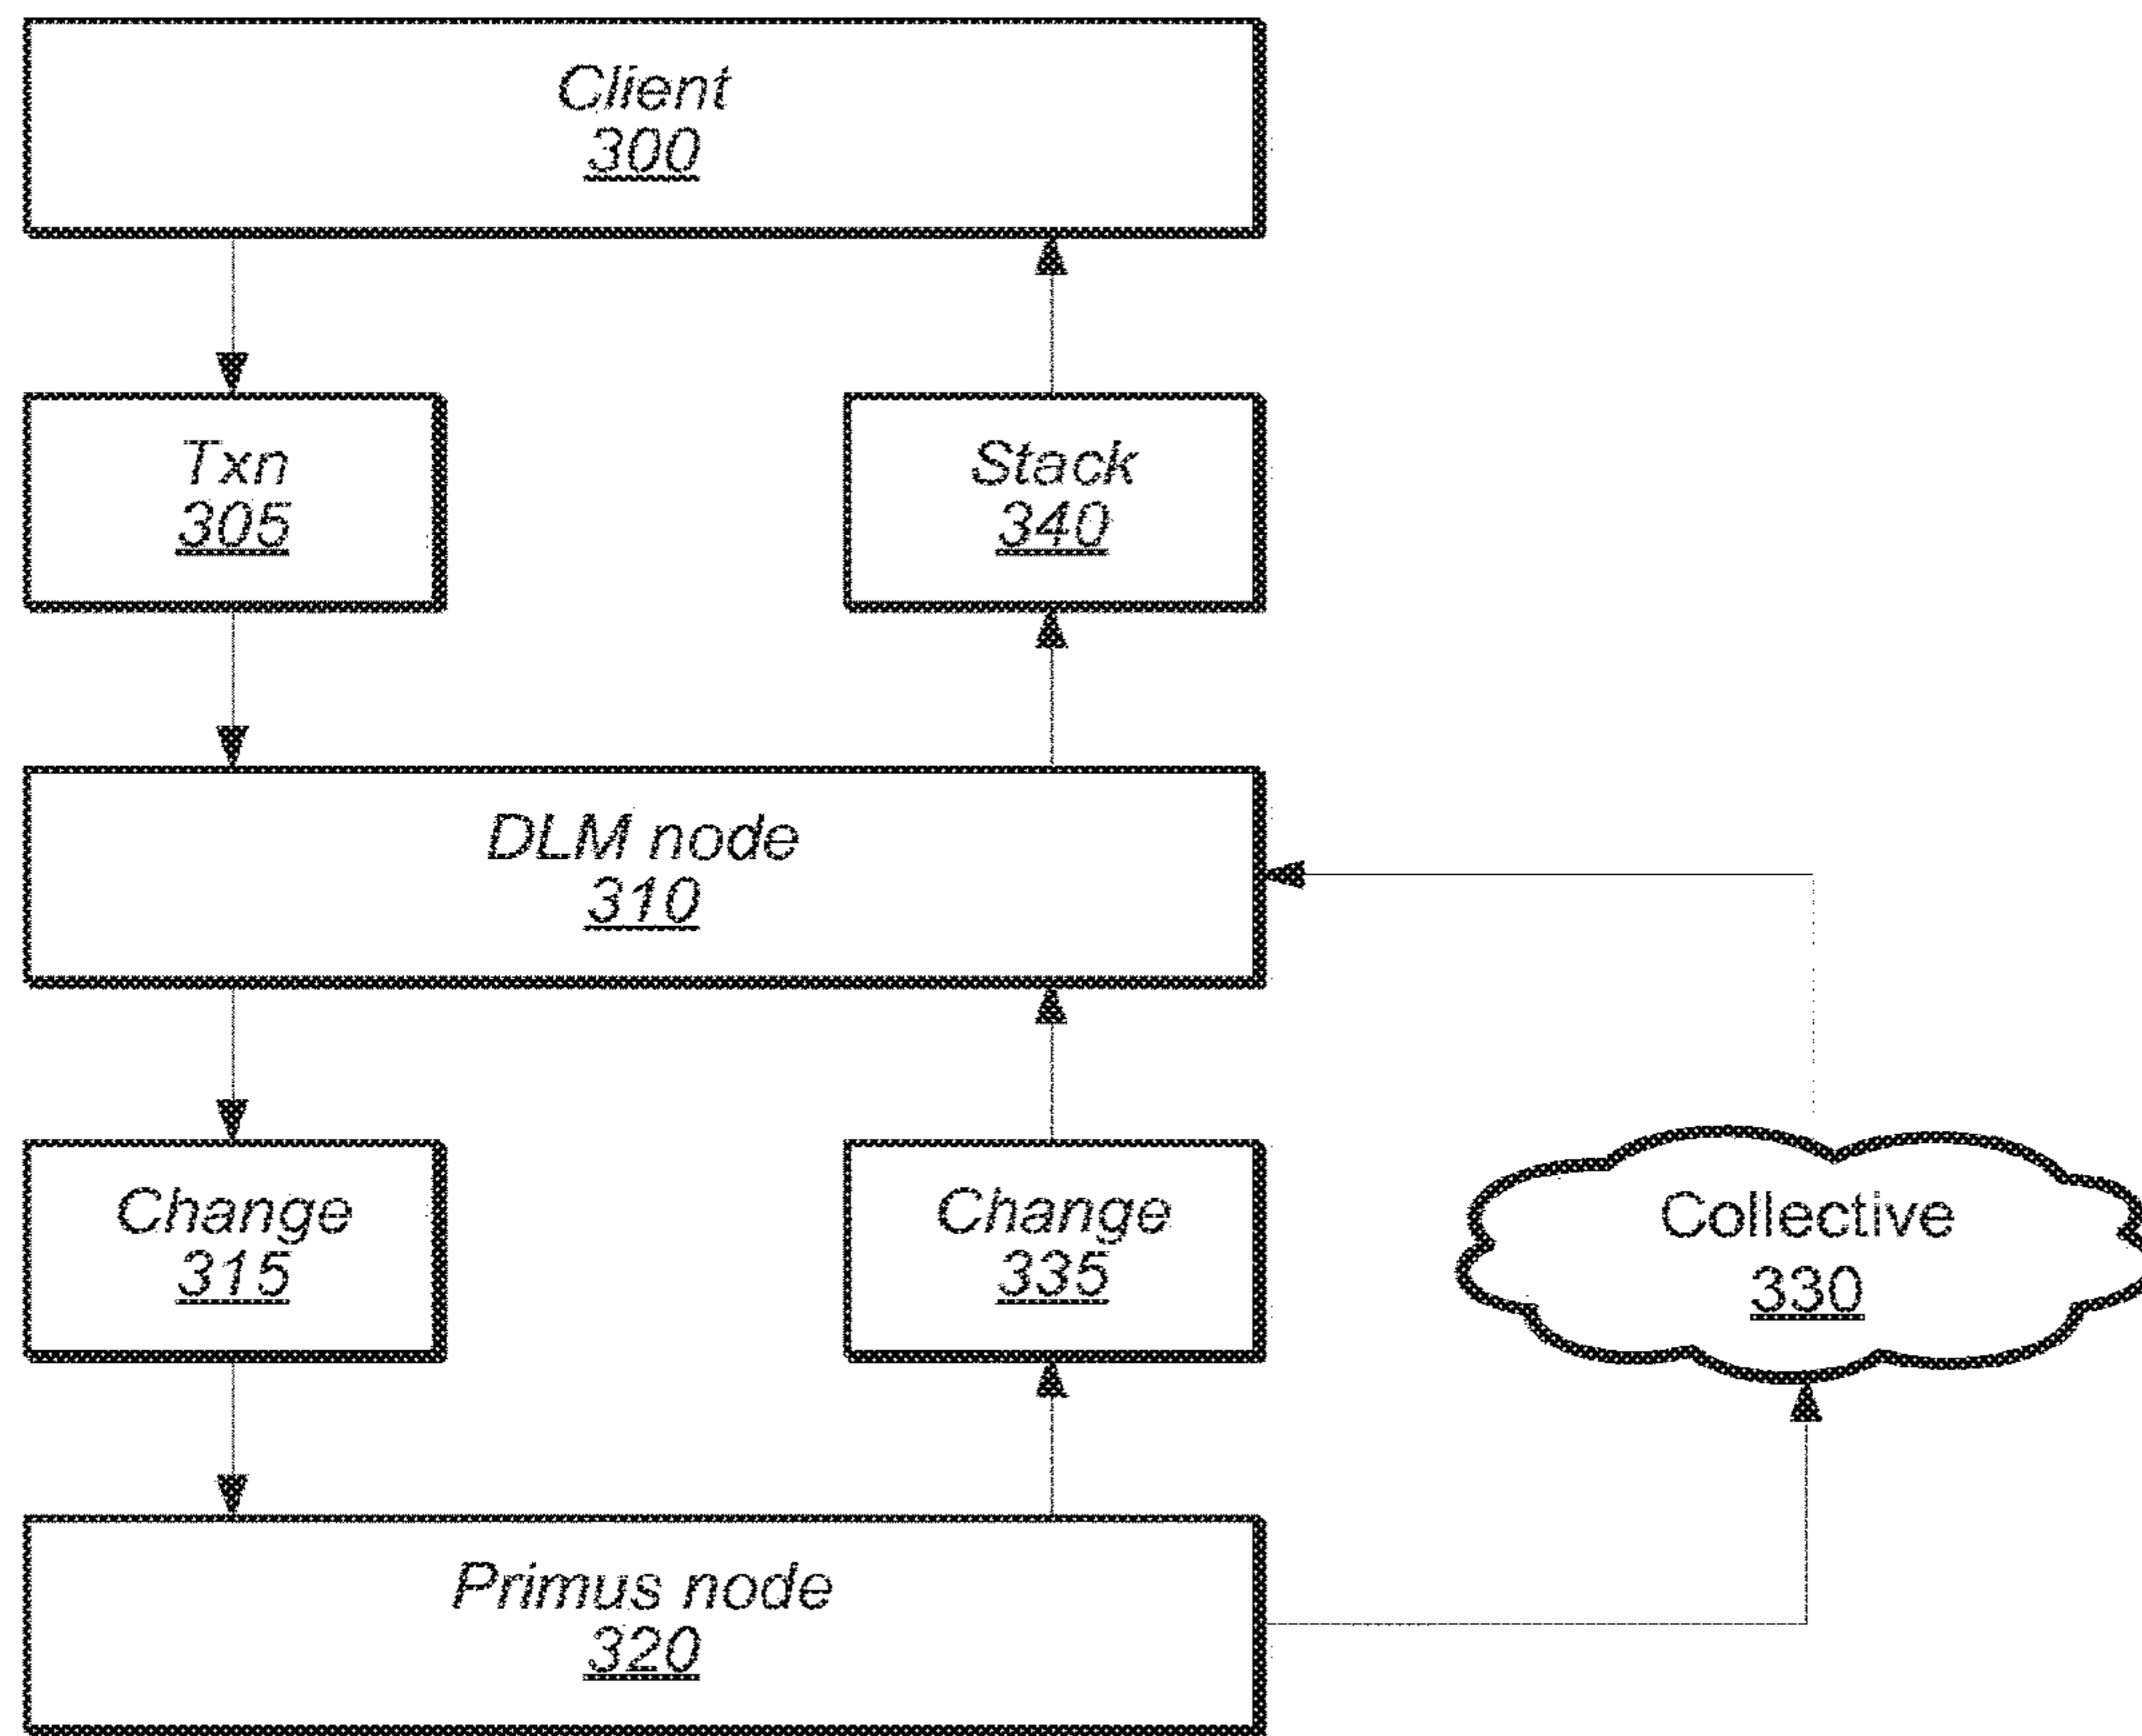 Client
300
Txn
305
Stack
340
DLM node
310
Change
315
Change
335
Collective
330
Primus node
320